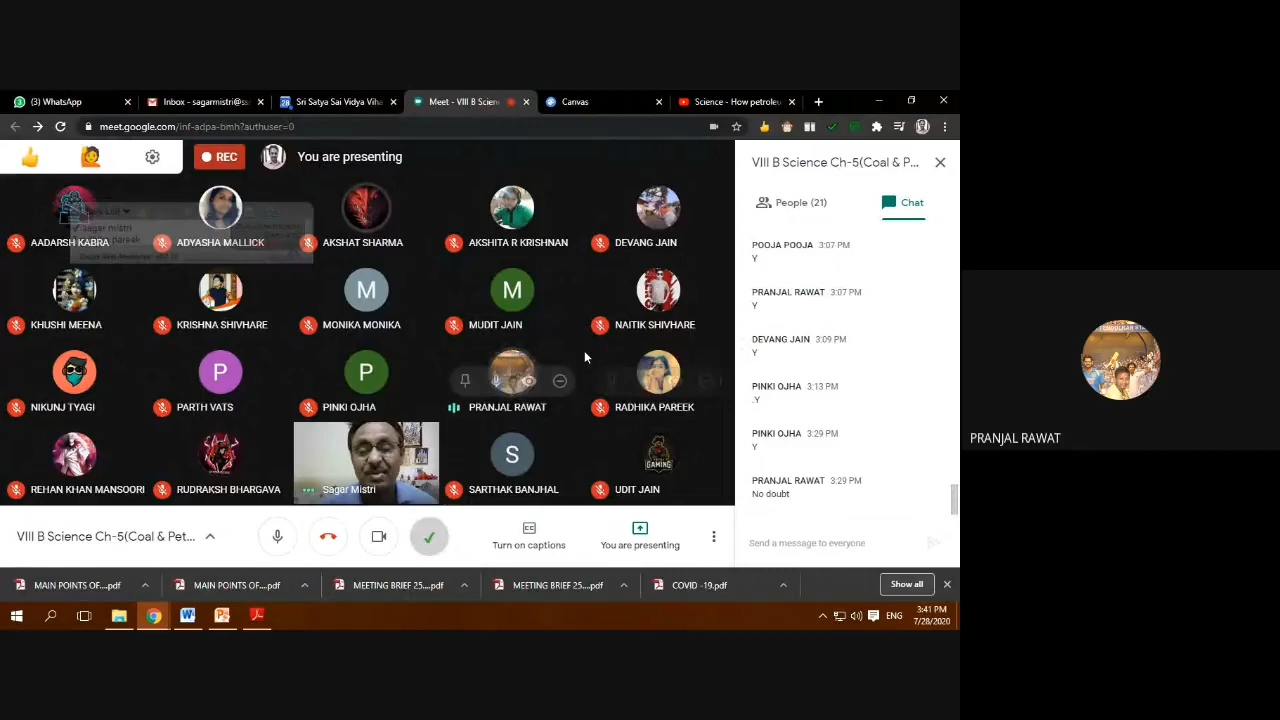 (3) WhatsApp
Inbox - sagarmistri@ss
Sri Satya Sai Vidya Viha
Meet - VIII B Scien
Canvas
Science - How petroleu
meet.google.com/inf-adpa-bmh?authuser=0
REC
You are presenting
VIII B Science Ch-5(Coal & P...
People (21)
Chat
sagar mistri
AADARSH KABRA
ADYASHA MALLICK
AKSHAT SHARMA
AKSHITA R KRISHNAN
DEVANG JAIN
KHUSHI MEENA
KRISHNA SHIVHARE
M
MONIKA MONIKA
M
MUDIT JAIN
NAITIK SHIVHARE
NIKUNJ TYAGI
P
PARTH VATS
P
PINKI OJHA
PRANJAL RAWAT
RADHIKA PAREEK
REHAN KHAN MANSOORI
RUDRAKSH BHARGAVA
Sagar Mistri
S
SARTHAK BANJHAL
GAMING
UDIT JAIN
POOJA POOJA 3:07 PM
Y
PRANJAL RAWAT 3:07 PM
Y
DEVANG JAIN 3:09 PM
Y
PINKI OJHA 3:13 PM
.Y
PINKI OJHA 3:29 PM
Y
PRANJAL RAWAT 3:29 PM
No doubt
Send a message to everyone
VIII B Science Ch-5(Coal & Pet...
Turn on captions
You are presenting
MAIN POINTS OF....pdf
MAIN POINTS OF....pdf
MEETING BRIEF 25....pdf
MEETING BRIEF 25....pdf
COVID -19.pdf
Show all
ENG
3:41 PM
7/28/2020
PRANJAL RAWAT